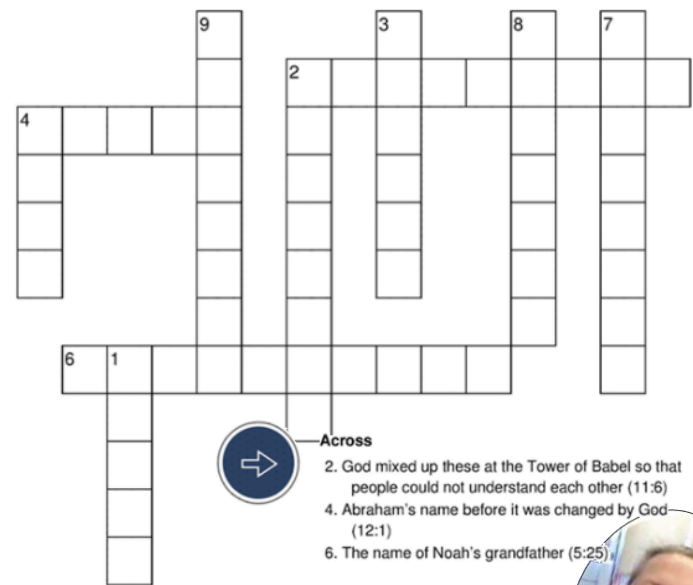 9
3
8
7
2
4
6
1
Across
2. God mixed up these at the Tower of Babel so that
people could not understand each other (11:6)
4. Abraham's name before it was changed by God
(12:1)
6. The name of Noah's grandfather (5:25)